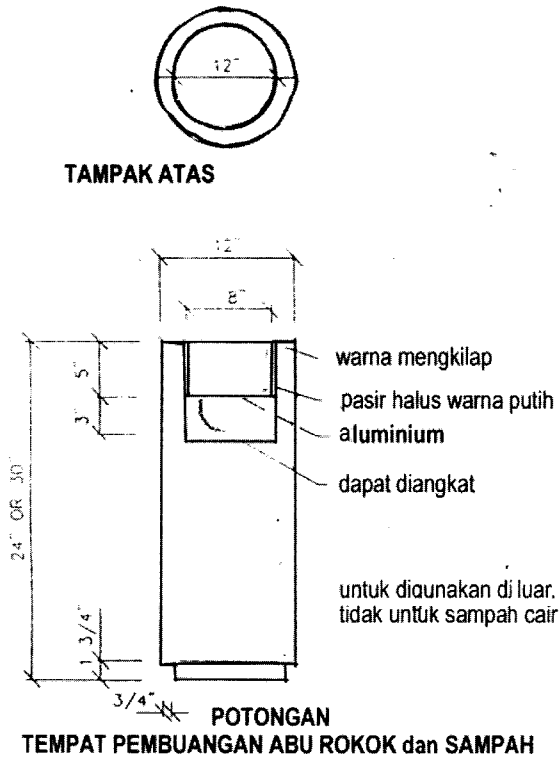 12"
TAMPAK ATAS
12"
8"
5"
3"
24" OR 30"
1 3/4"
3/4"
warna mengkilap
pasir halus warna putih
aluminium
dapat diangkat
untuk digunakan di luar.
tidak untuk sampah cair
POTONGAN
TEMPAT PEMBUANGAN ABU ROKOK dan SAMPAH